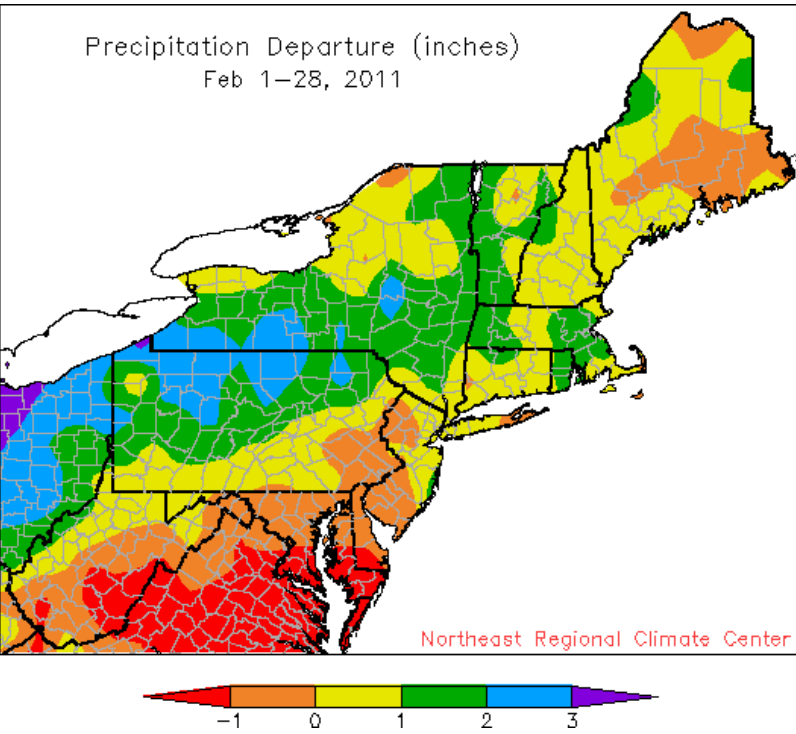 Precipitation Departure (inches)
Feb 1–28, 2011
Northeast Regional Climate Center
-1 0 1 2 3